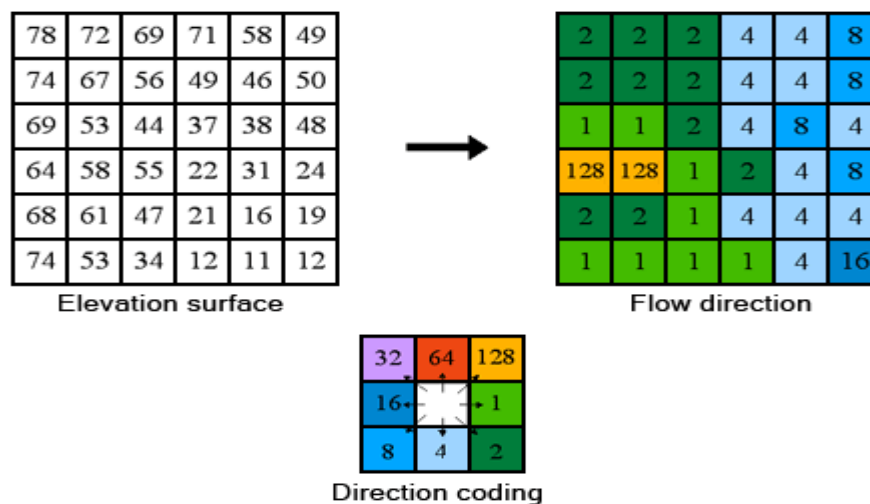 78 72 69 71 58 49 2 2 2 4 4 8
74 67 56 49 46 50 2 2 2 4 4 8
69 53 44 37 38 48 1 1 2 4 8 4
64 58 55 22 31 24 128 128 1 2 4 8
68 61 47 21 16 19 2 2 1 4 4 4
74 53 34 12 11 12 1 1 1 1 4 16
Elevation surface Flow direction
32 64 128
16 1
8 4 2
Direction coding